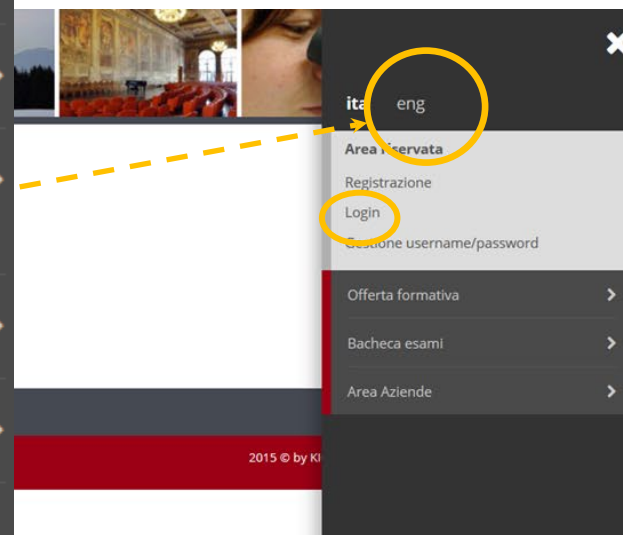 ita eng
Area riservata
Registrazione
Login
Gestione username/password
Offerta formativa
Bacheca esami
Area Aziende
2015 © by